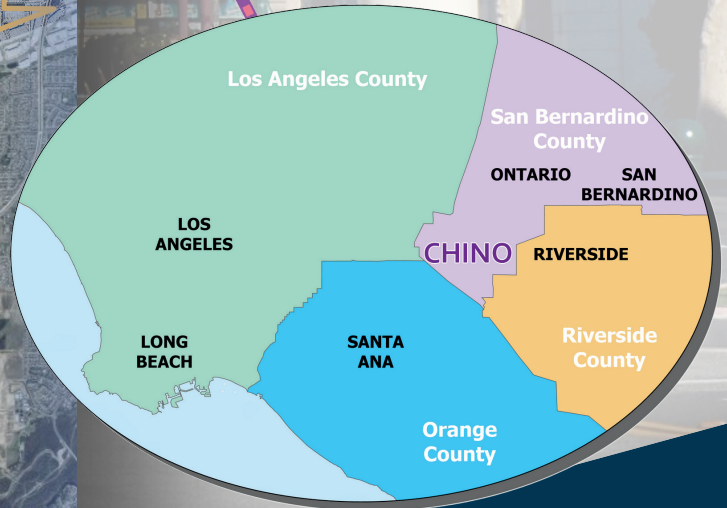 Los Angeles County
San Bernardino
County
ONTARIO
SAN
BERNARDINO
LOS
ANGELES
CHINO
RIVERSIDE
LONG
BEACH
SANTA
ANA
Riverside
County
Orange
County